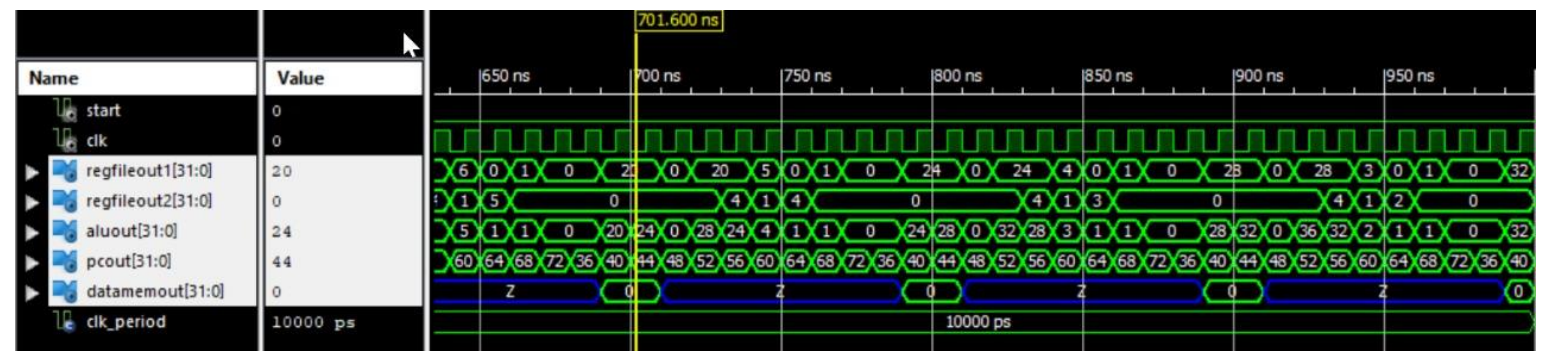 701.600 ns
Name Value 650 ns 700 ns 750 ns 800 ns 850 ns 900 ns 950 ns
start 0
clk 0
regfileout1[31:0] 20 6 0 1 0 20 0 20 5 0 1 0 24 0 24 4 0 1 0 28 0 28 3 0 1 0 32
regfileout2[31:0] 0 1 5 0 4 1 4 0 4 1 3 0 4 1 2 0
aluout[31:0] 24 5 1 1 0 20 24 0 28 24 4 1 1 0 24 28 0 32 28 3 1 1 0 28 32 0 36 32 2 1 1 0 32
pcout[31:0] 44 60 64 68 72 36 40 44 48 52 56 60 64 68 72 36 40 44 48 52 56 60 64 68 72 36 40 44 48 52 56 60 64 68 72 36 40
datamemout[31:0] 0 Z 0 Z 0 Z 0 Z 0
clk_period 10000 ps 10000 ps